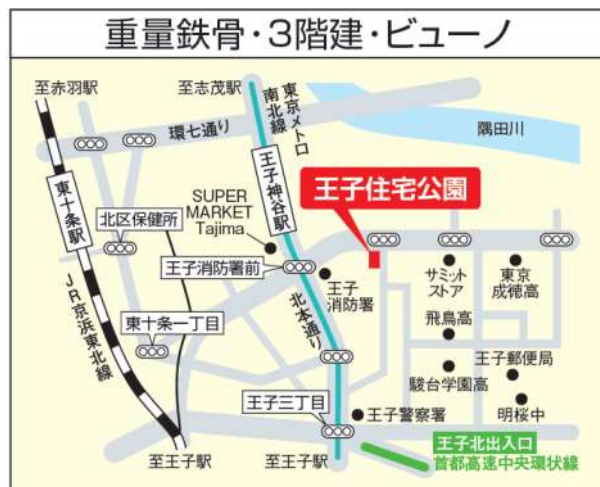 重量鉄骨・3階建・ビューノ
至赤羽駅
至志茂駅
東京メトロ
南北線
隅田川
環七通り
王子神谷駅
王子住宅公園
東十条駅
SUPER
MARKET
Tajima
北区保健所
王子消防署前
王子
消防署
サミット
ストア
東京
成徳高
JR京浜東北線
北本通り
飛鳥高
東十条一丁目
王子郵便局
駿台学園高
王子三丁目
王子警察署
明桜中
王子北出入口
首都高速中央環状線
至王子駅
至王子駅